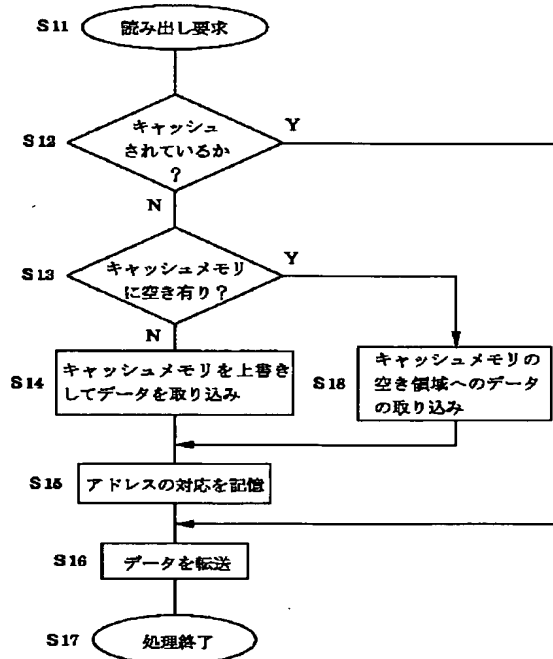 S11
読み出し要求
S12
キャッシュ
されているか
?
Y
N
S13
キャッシュメモリ
に空き有り?
Y
N
S14
キャッシュメモリを上書き
してデータを取り込み
S18
キャッシュメモリの
空き領域へのデータ
の取り込み
S15
アドレスの対応を記憶
S16
データを転送
S17
処理終了